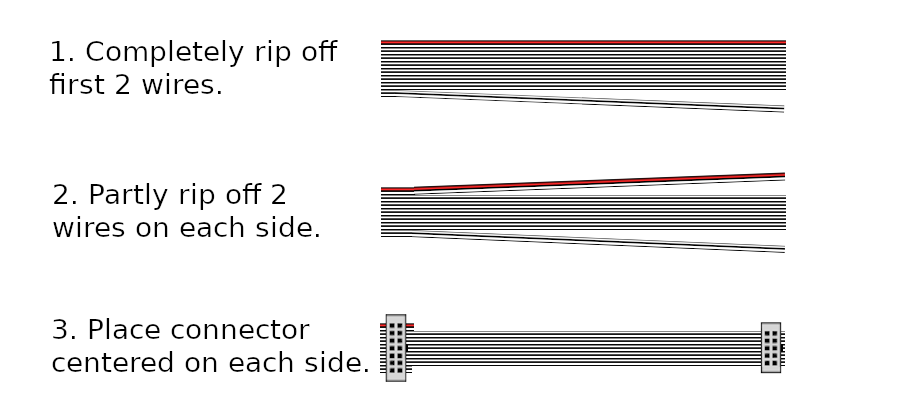 1. Completely rip off
first 2 wires.
2. Partly rip off 2
wires on each side.
3. Place connector
centered on each side.